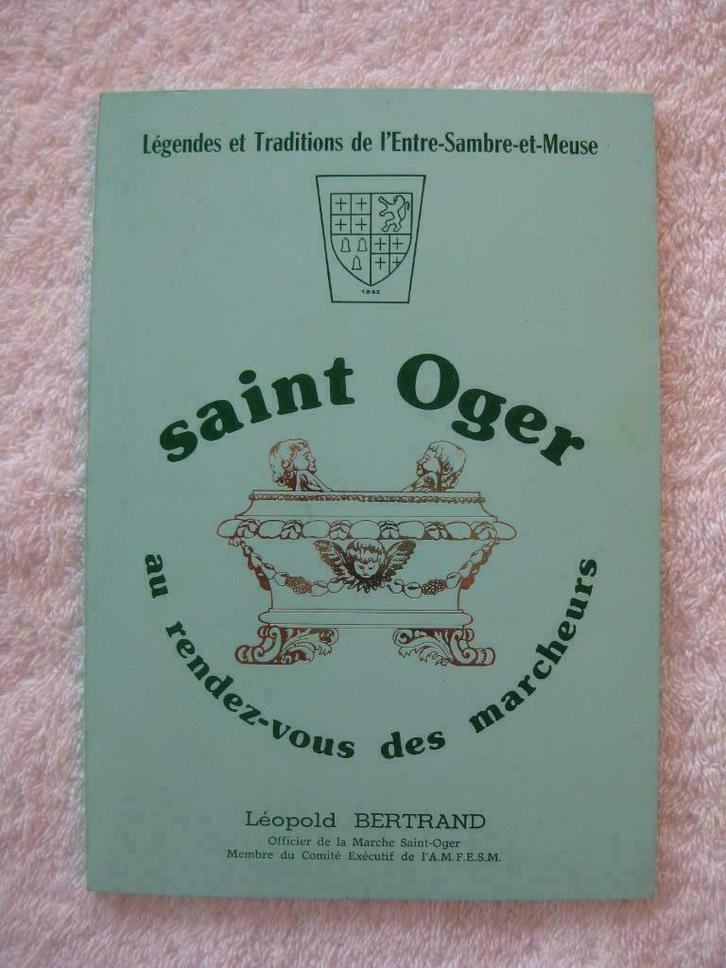 Légendes et Traditions de l'Entre-Sambre-et-Meuse
1842
saint Oger
au rendez-vous des marcheurs
Léopold BERTRAND
Officier de la Marche Saint-Oger
Membre du Comité Exécutif de l'A.M.F.E.S.M.